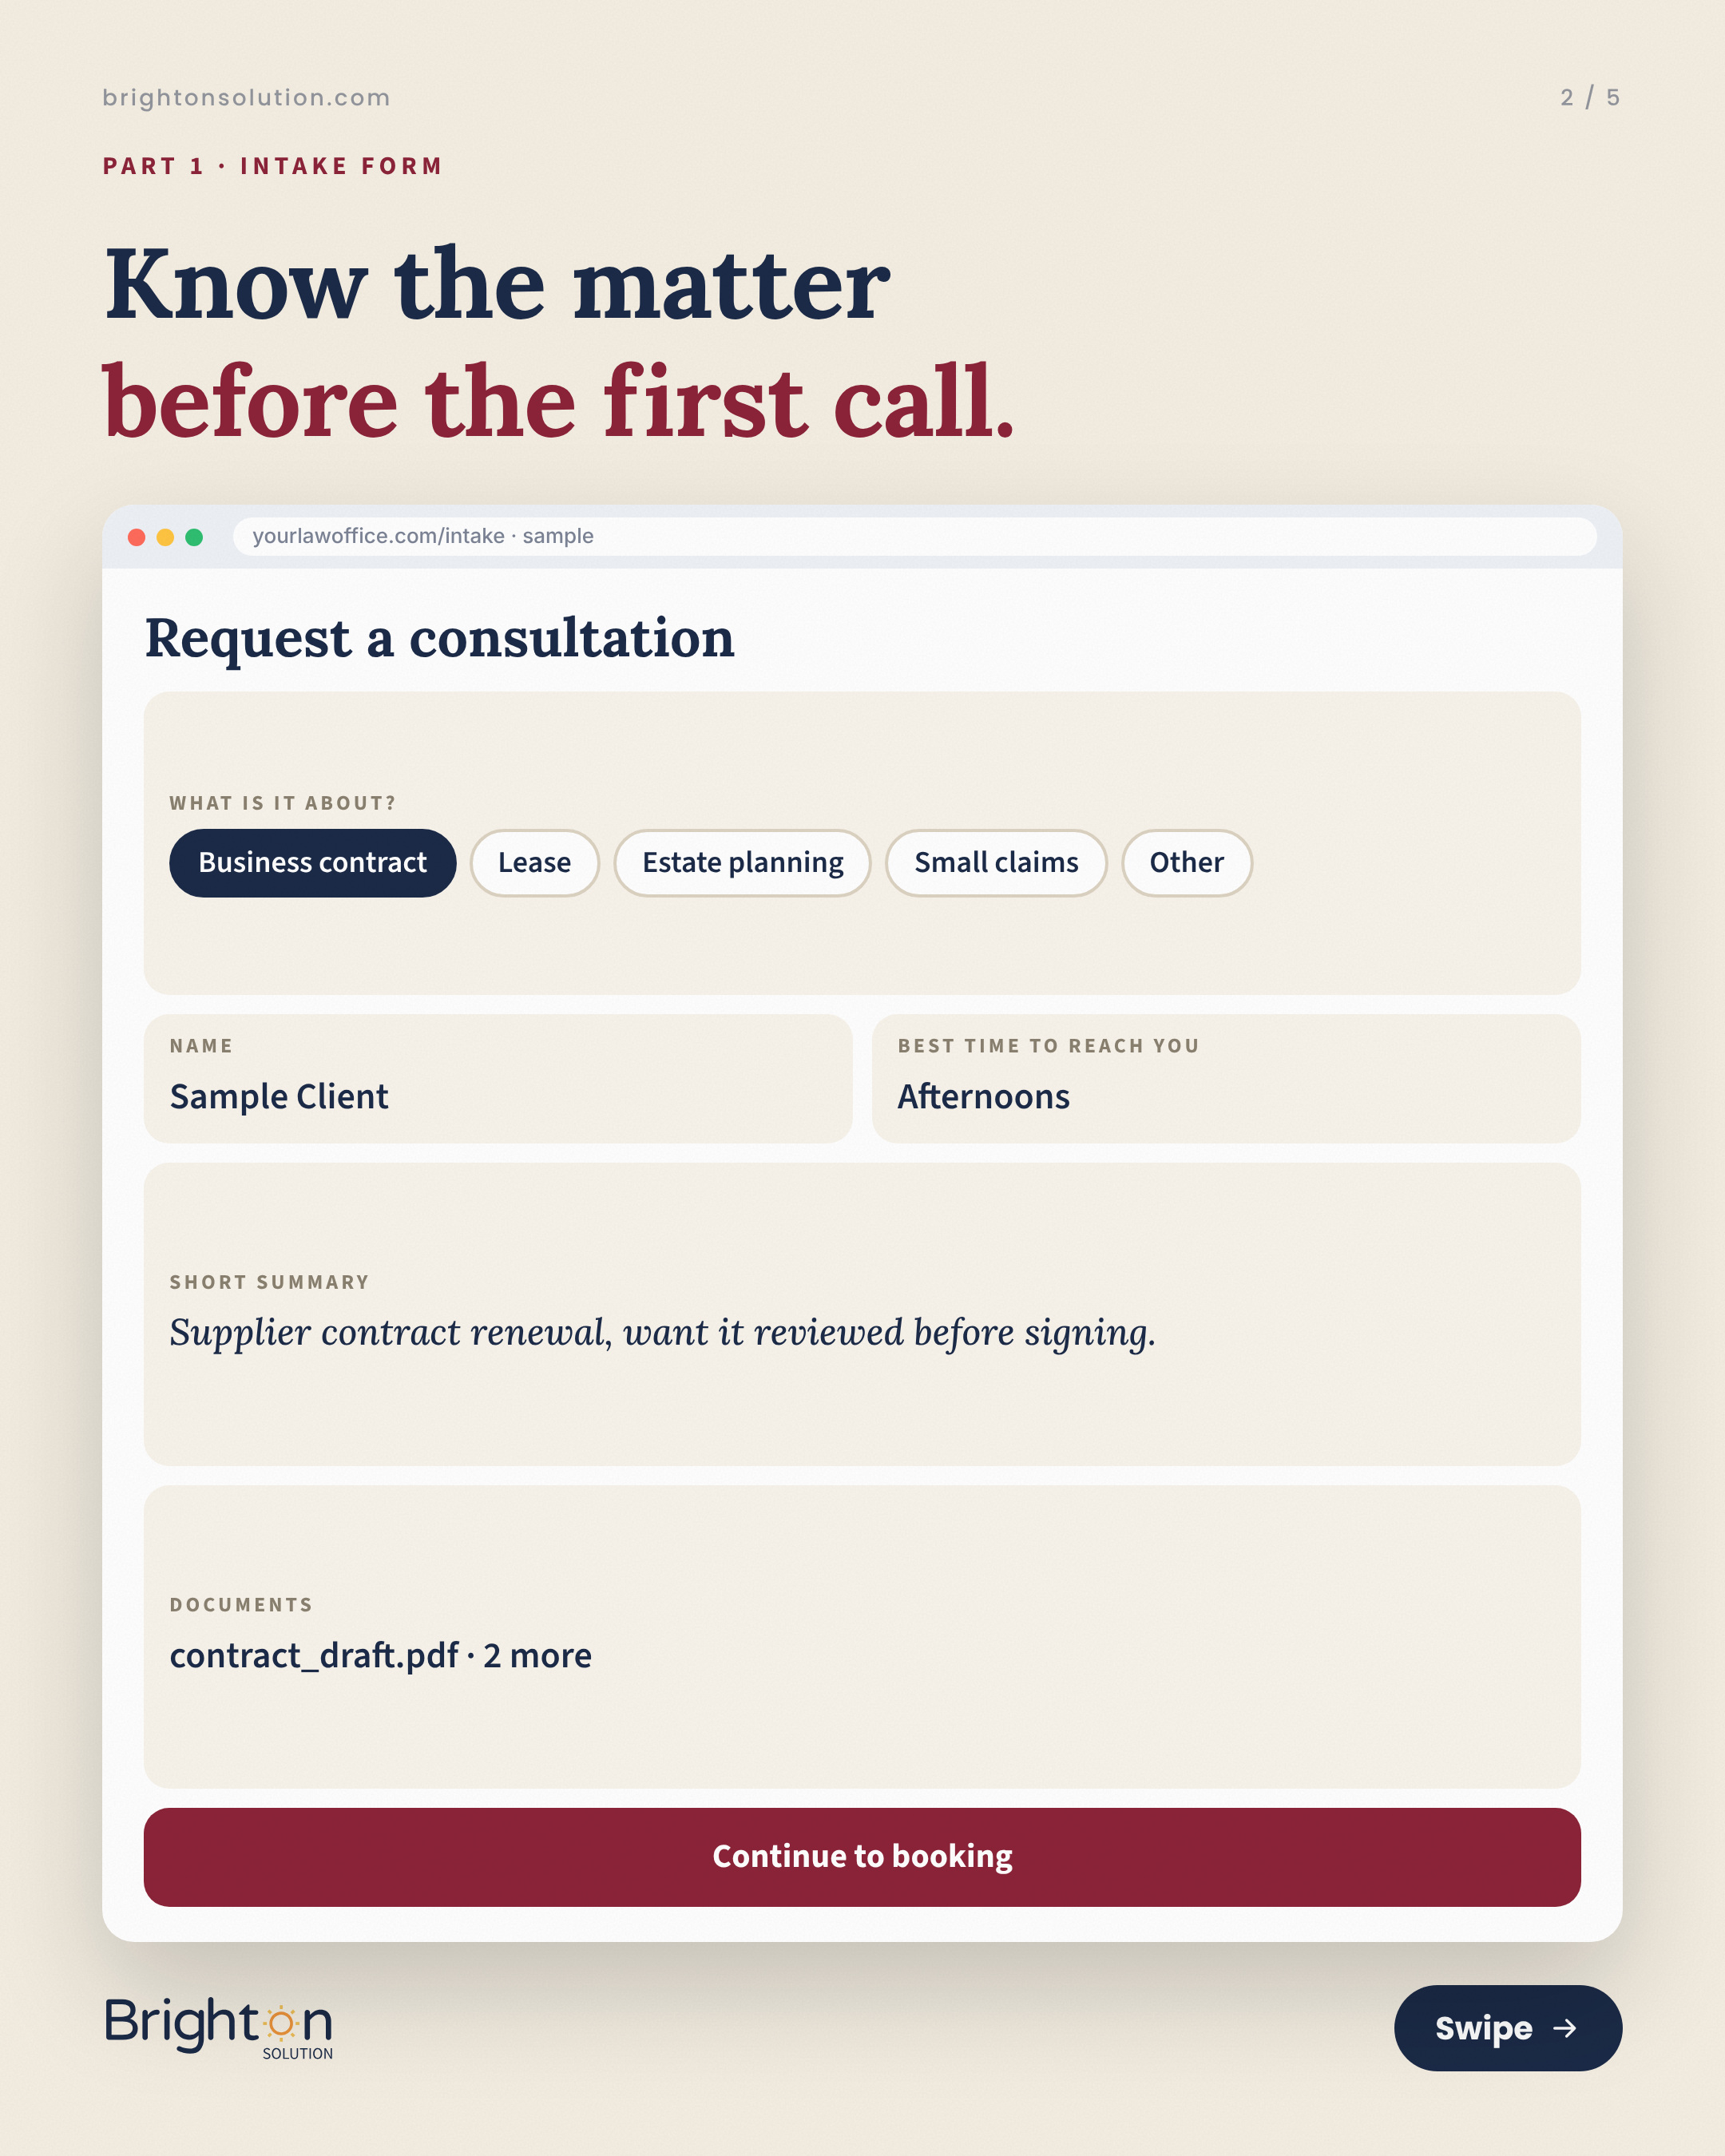 brightonsolution.com
2 / 5
PART 1 · INTAKE FORM
Know the matter
before the first call.
yourlawoffice.com/intake · sample
Request a consultation
WHAT IS IT ABOUT?
Business contract
Lease
Estate planning
Small claims
Other
NAME
Sample Client
BEST TIME TO REACH YOU
Afternoons
SHORT SUMMARY
Supplier contract renewal, want it reviewed before signing.
DOCUMENTS
contract_draft.pdf · 2 more
Continue to booking
Brighton
SOLUTION
Swipe →